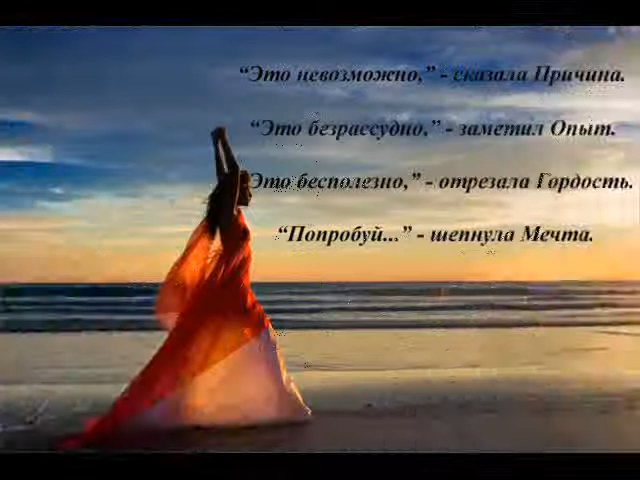 “Это невозможно,” - сказала Причина.
“Это безрассудно,” - заметил Опыт.
Это бесполезно,” - отрезала Гордость.
“Попробуй...” - шепнула Мечта.